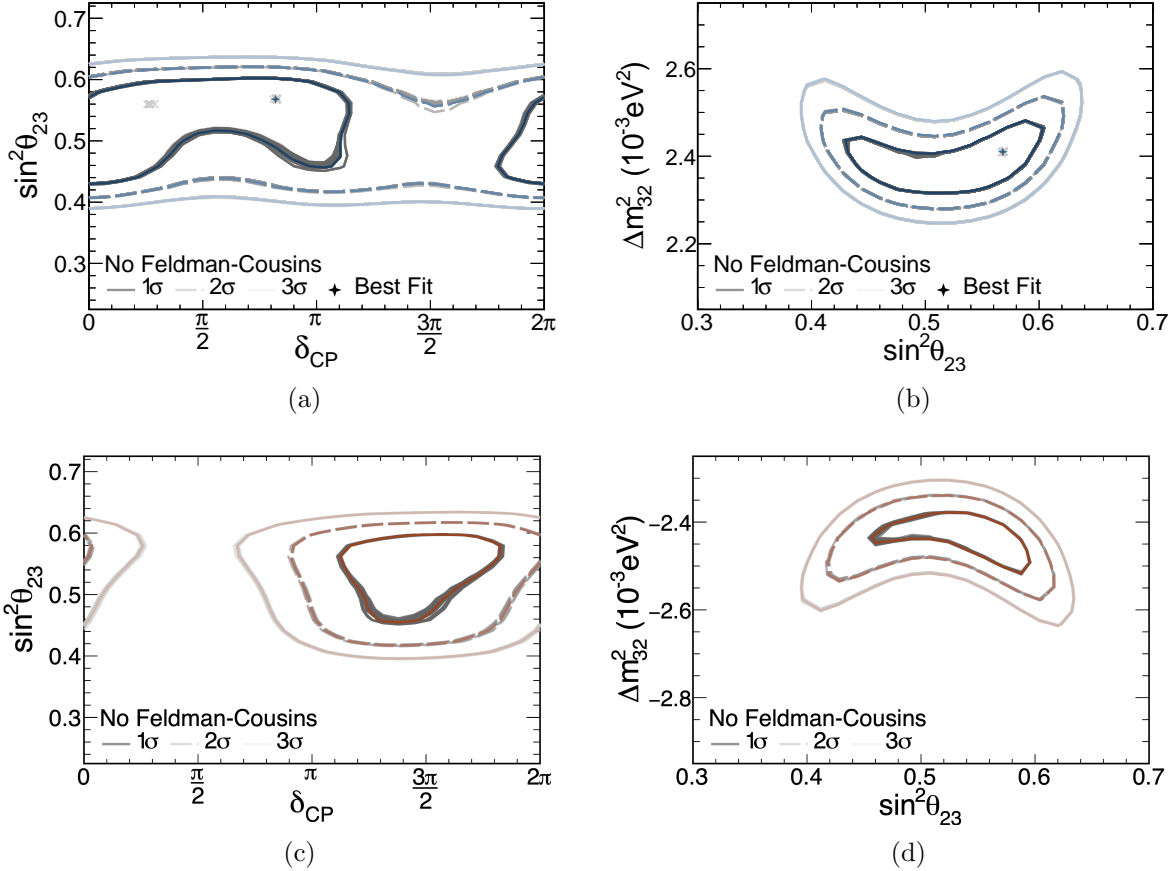 0.7
0.6
0.5
0.4
0.3
sin²θ₂₃
No Feldman-Cousins
1σ 2σ 3σ Best Fit
0 π/2 π 3π/2 2π
δ_CP
(a)
2.6
2.4
2.2
Δm²₃₂ (10⁻³eV²)
No Feldman-Cousins
1σ 2σ 3σ Best Fit
0.3 0.4 0.5 0.6 0.7
sin²θ₂₃
(b)
0.7
0.6
0.5
0.4
0.3
sin²θ₂₃
No Feldman-Cousins
1σ 2σ 3σ
0 π/2 π 3π/2 2π
δ_CP
(c)
−2.4
−2.6
−2.8
Δm²₃₂ (10⁻³eV²)
No Feldman-Cousins
1σ 2σ 3σ
0.3 0.4 0.5 0.6 0.7
sin²θ₂₃
(d)